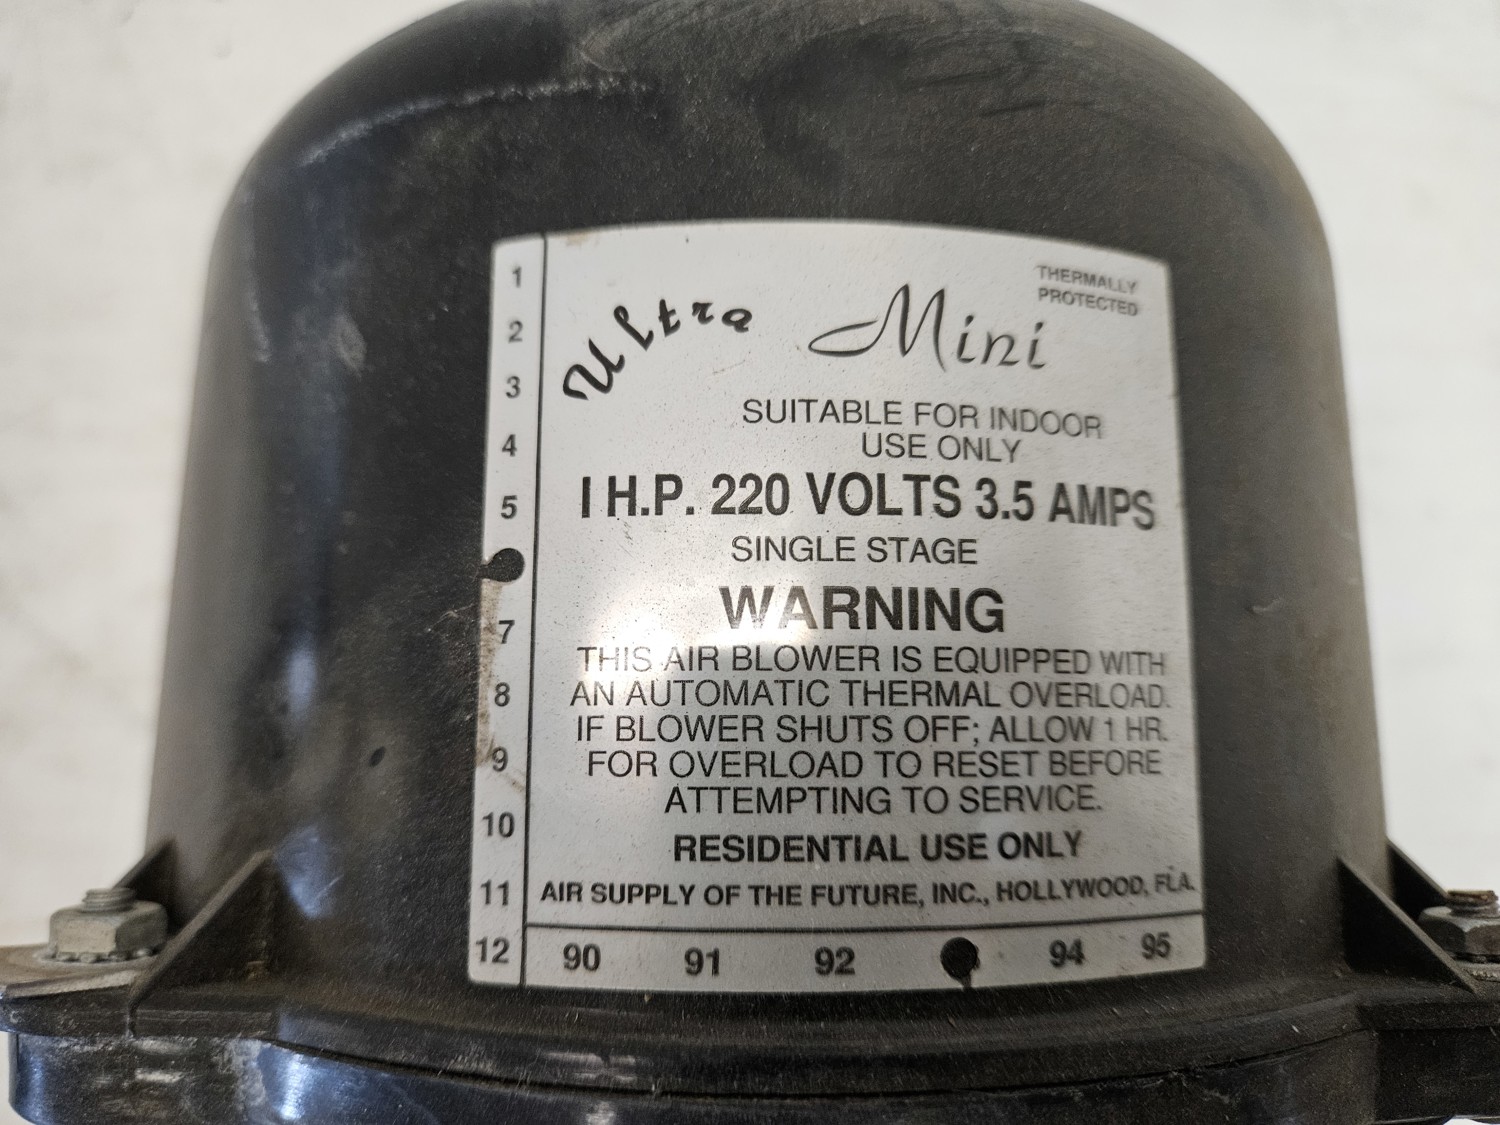 1
2
3
4
5
7
8
9
10
11
12
Ultra Mini
THERMALLY
PROTECTED
SUITABLE FOR INDOOR
USE ONLY
1 H.P. 220 VOLTS 3.5 AMPS
SINGLE STAGE
WARNING
THIS AIR BLOWER IS EQUIPPED WITH
AN AUTOMATIC THERMAL OVERLOAD.
IF BLOWER SHUTS OFF; ALLOW 1 HR.
FOR OVERLOAD TO RESET BEFORE
ATTEMPTING TO SERVICE.
RESIDENTIAL USE ONLY
AIR SUPPLY OF THE FUTURE, INC., HOLLYWOOD, FLA.
90 91 92 94 95